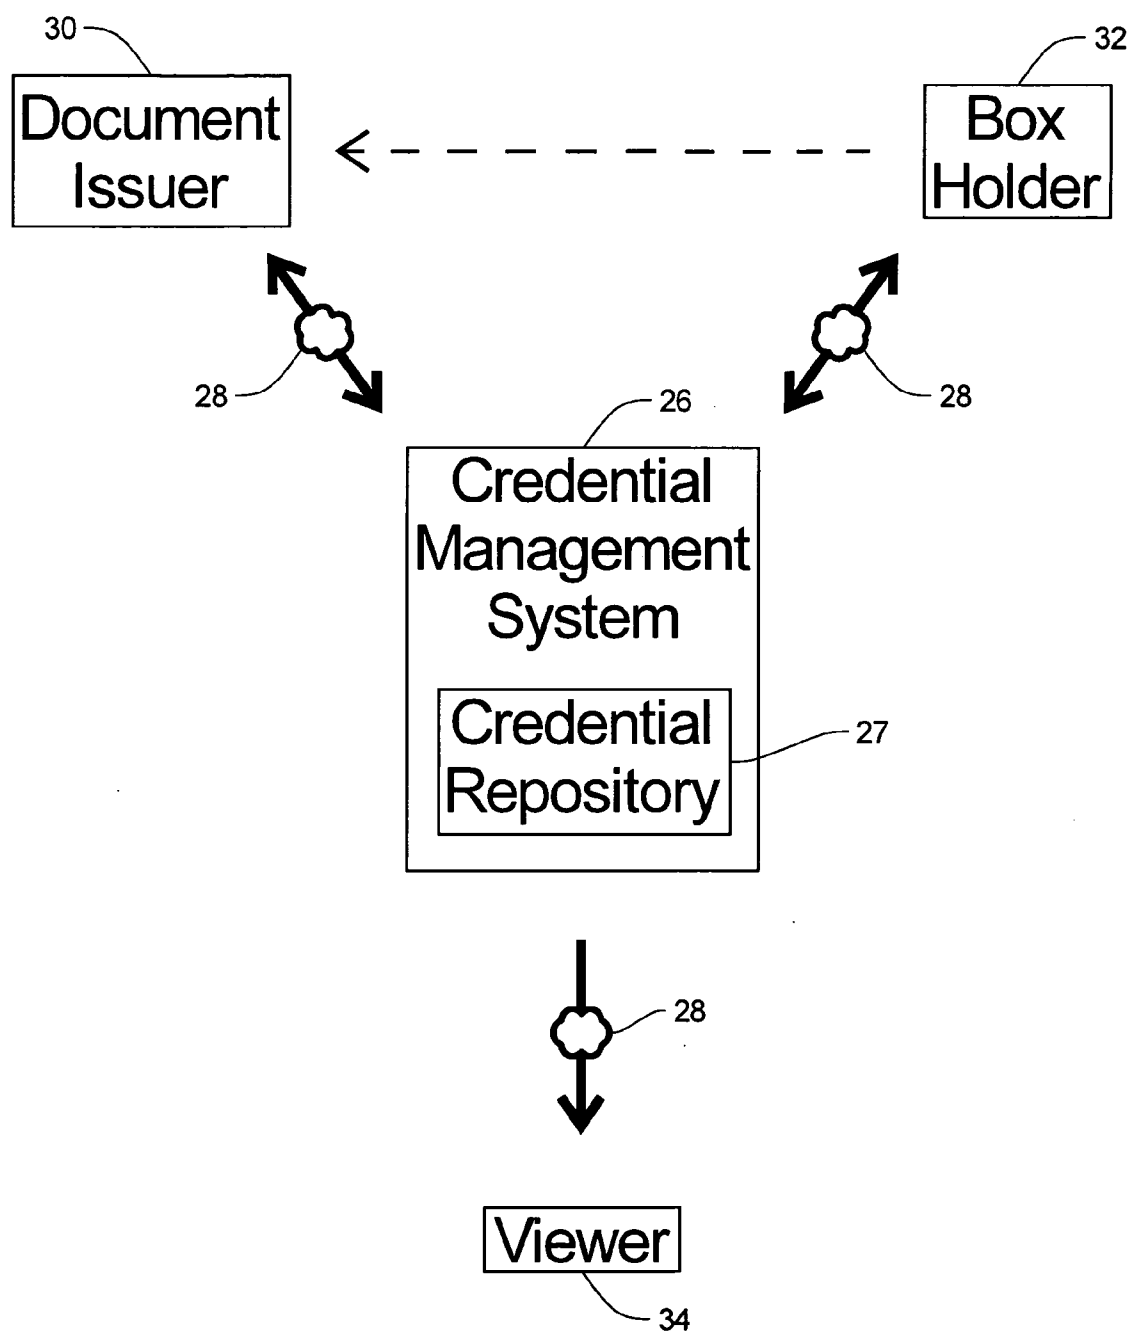 30
32
Document
Issuer
Box
Holder
28
28
26
Credential
Management
System
Credential
Repository
27
28
Viewer
34